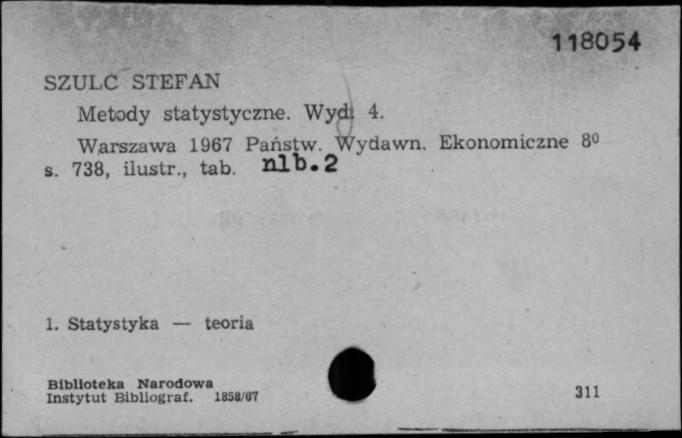 118054
SZULC STEFAN
Metody statystyczne. Wyd. 4.
Warszawa 1967 Państw. Wydawn. Ekonomiczne 8⁰
s. 738, ilustr., tab. nlb.2
1. Statystyka — teoria
Biblioteka Narodowa
Instytut Bibliograf. 1858/67
311